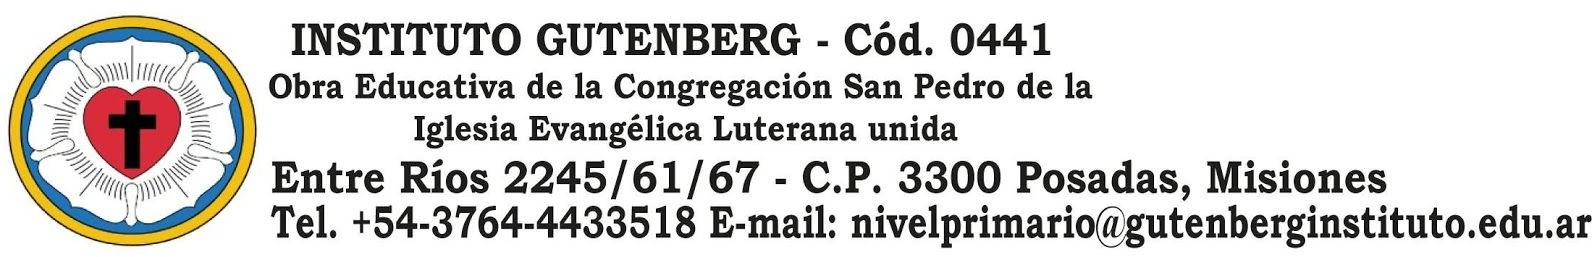 INSTITUTO GUTENBERG - Cód. 0441
Obra Educativa de la Congregación San Pedro de la
Iglesia Evangélica Luterana unida
Entre Ríos 2245/61/67 - C.P. 3300 Posadas, Misiones
Tel. +54-3764-4433518 E-mail: nivelprimario@gutenberginstituto.edu.ar